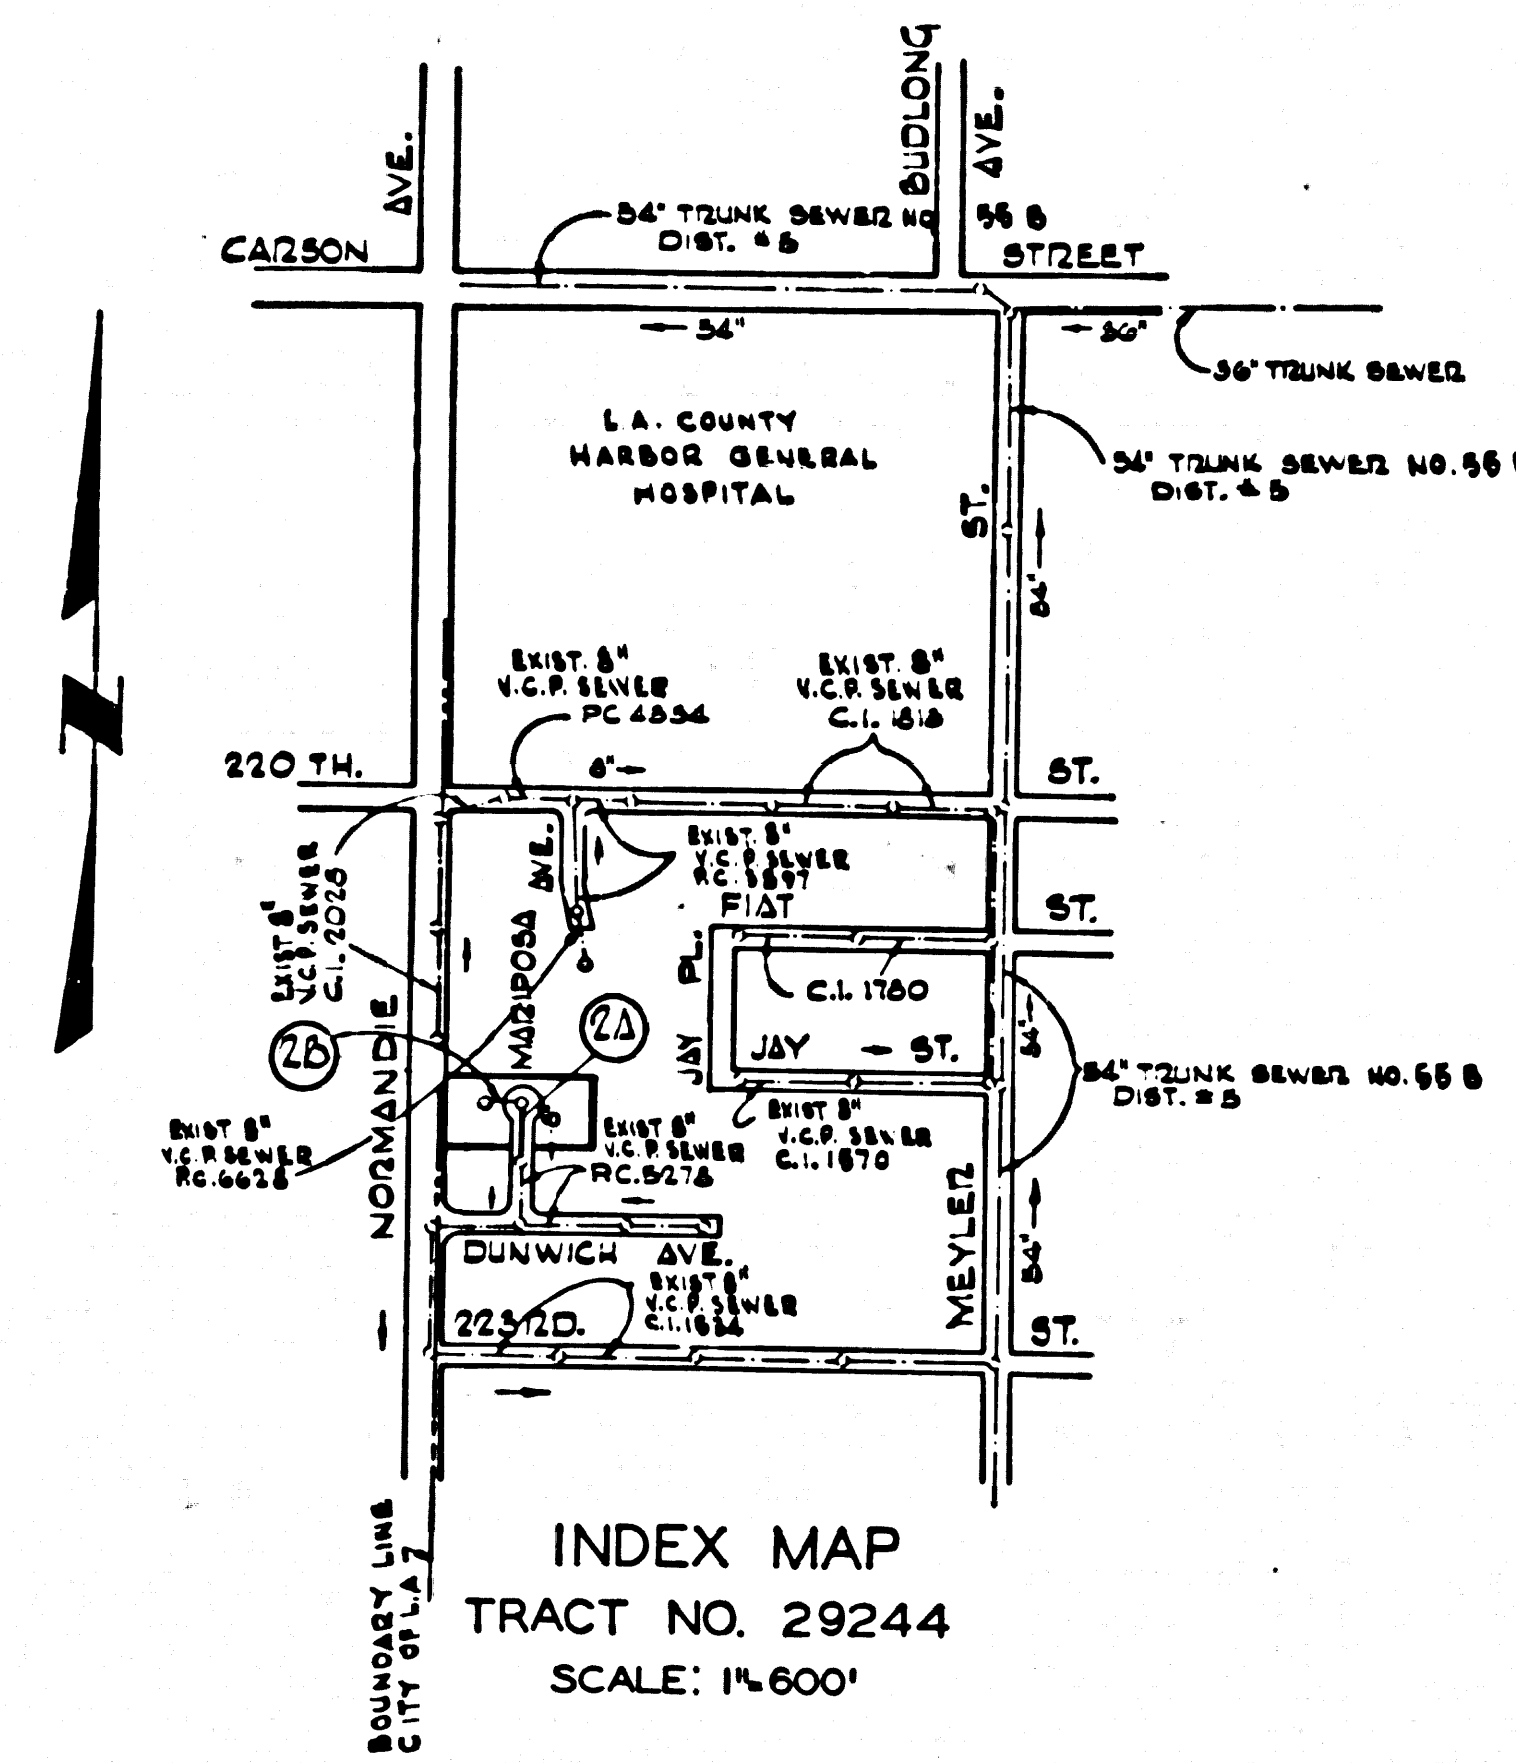 BUDLONG
AVE.
AVE.
54" TRUNK SEWER NO 55 B
DIST. # 5
CARSON
STREET
54"
36"
36" TRUNK SEWER
L.A. COUNTY
HARBOR GENERAL
HOSPITAL
54" TRUNK SEWER NO. 55
DIST. # 5
ST.
54"
EXIST. 8"
V.C.P. SEWER
PC 4834
EXIST. 8"
V.C.P. SEWER
C.I. 1818
220 TH.
8"
ST.
EXIST. 8"
V.C.P. SEWER
C.I. 2028
AVE.
EXIST. 8"
V.C.P. SEWER
P.C. 5897
FIAT
ST.
MARIPOSA
PL.
C.I. 1780
2B
2A
NORMANDIE
JAY
JAY
ST.
54"
54" TRUNK SEWER NO. 55 B
DIST. # 5
EXIST 8"
V.C.P. SEWER
P.C. 6628
EXIST 8"
V.C.P. SEWER
P.C. 5278
EXIST 8"
V.C.P. SEWER
C.I. 1570
MEYLER
54"
DUNWICH AVE.
EXIST 8"
V.C.P. SEWER
C.I. 1634
223RD.
ST.
BOUNDARY LINE
CITY OF L.A.
INDEX MAP
TRACT NO. 29244
SCALE: 1"=600'